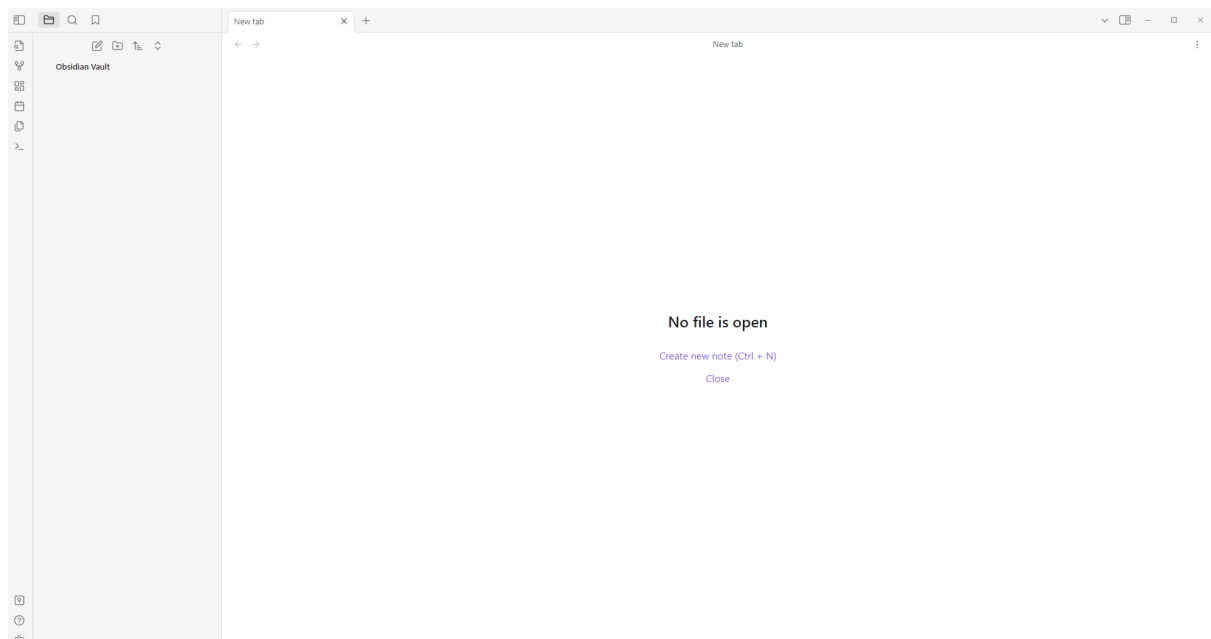 New tab
New tab
Obsidian Vault
No file is open
Create new note (Ctrl + N)
Close